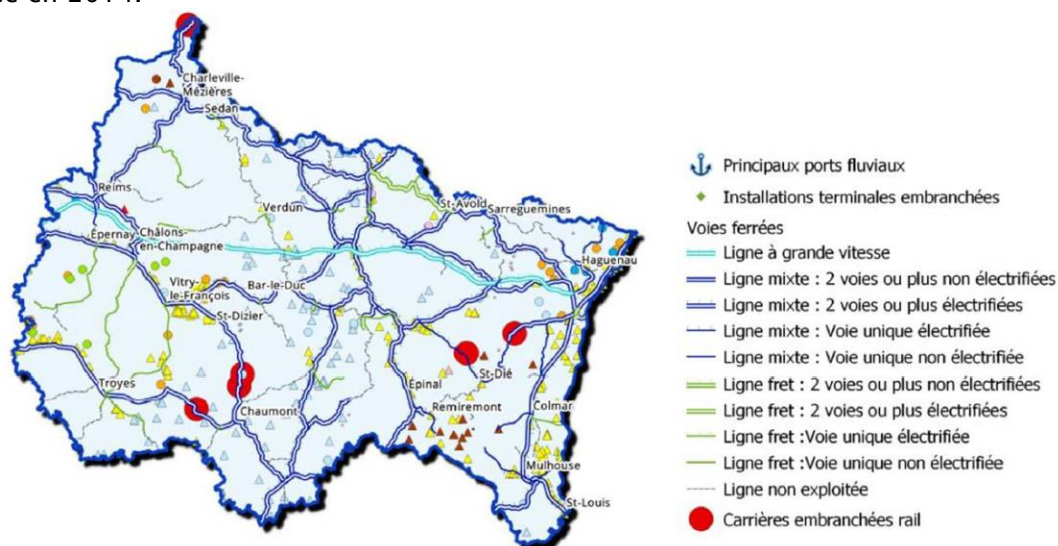 en 2014.
Charleville-
Mézières
Sedan
Reims
Verdun
St-Avold
Sarreguemines
Épernay
Châlons-
en-Champagne
Haguenau
Vitry-
le-François
Bar-le-Duc
St-Dizier
St-Dié
Troyes
Épinal
Chaumont
Remiremont
Colmar
Mulhouse
St-Louis
Principaux ports fluviaux
Installations terminales embranchées
Voies ferrées
Ligne à grande vitesse
Ligne mixte : 2 voies ou plus non électrifiées
Ligne mixte : 2 voies ou plus électrifiées
Ligne mixte : Voie unique électrifiée
Ligne mixte : Voie unique non électrifiée
Ligne fret : 2 voies ou plus non électrifiées
Ligne fret : 2 voies ou plus électrifiées
Ligne fret :Voie unique électrifiée
Ligne fret :Voie unique non électrifiée
Ligne non exploitée
Carrières embranchées rail